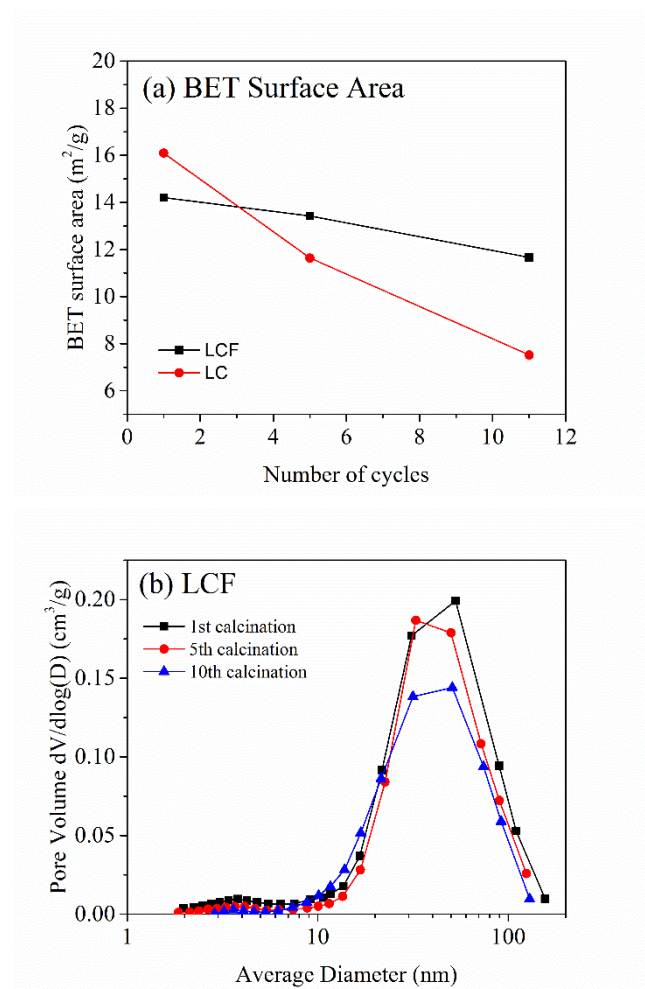 (a) BET Surface Area
BET surface area (m²/g)
20
18
16
14
12
10
8
6
LCF
LC
0 2 4 6 8 10 12
Number of cycles
(b) LCF
Pore Volume dV/dlog(D) (cm³/g)
0.20
0.15
0.10
0.05
0.00
1st calcination
5th calcination
10th calcination
1 10 100
Average Diameter (nm)